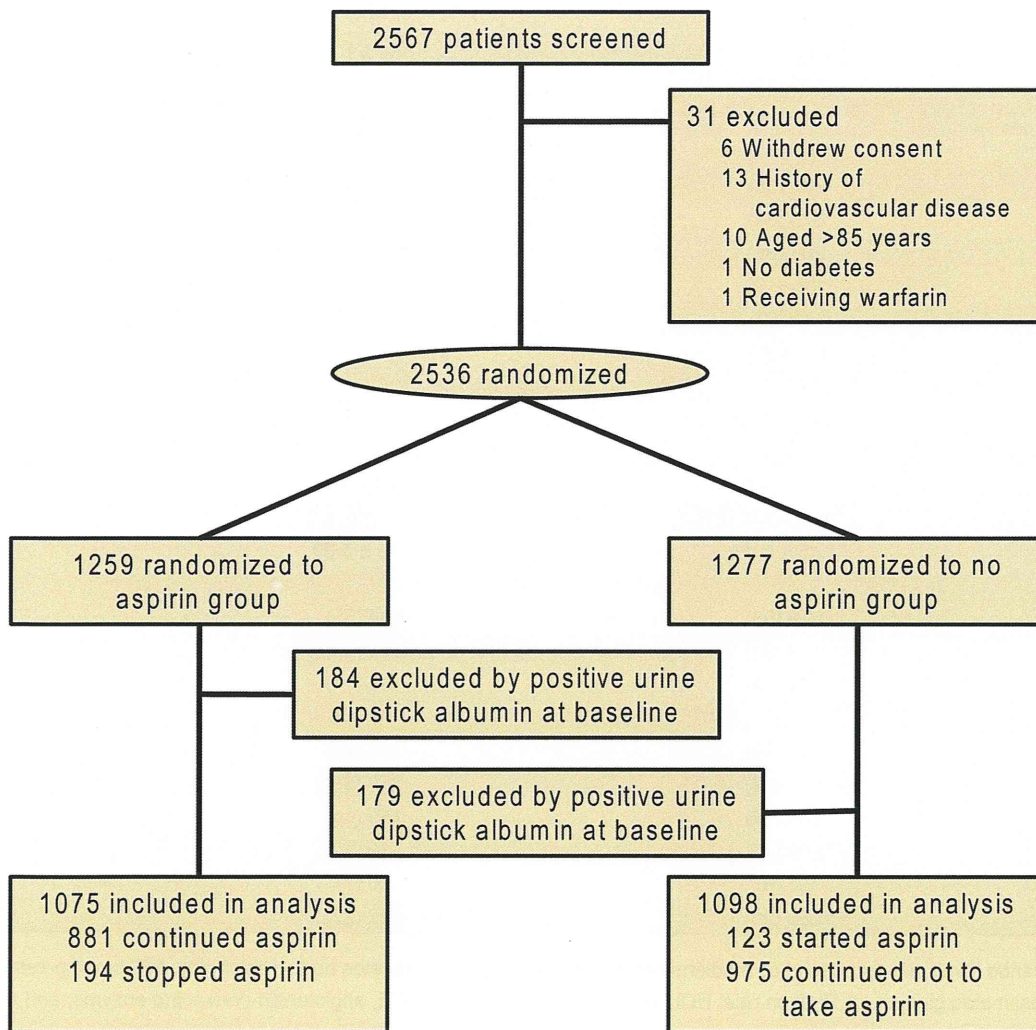 2567 patients screened
31 excluded
6 Withdrew consent
13 History of
cardiovascular disease
10 Aged >85 years
1 No diabetes
1 Receiving warfarin
2536 randomized
1259 randomized to
aspirin group
1277 randomized to no
aspirin group
184 excluded by positive urine
dipstick albumin at baseline
179 excluded by positive urine
dipstick albumin at baseline
1075 included in analysis
881 continued aspirin
194 stopped aspirin
1098 included in analysis
123 started aspirin
975 continued not to
take aspirin